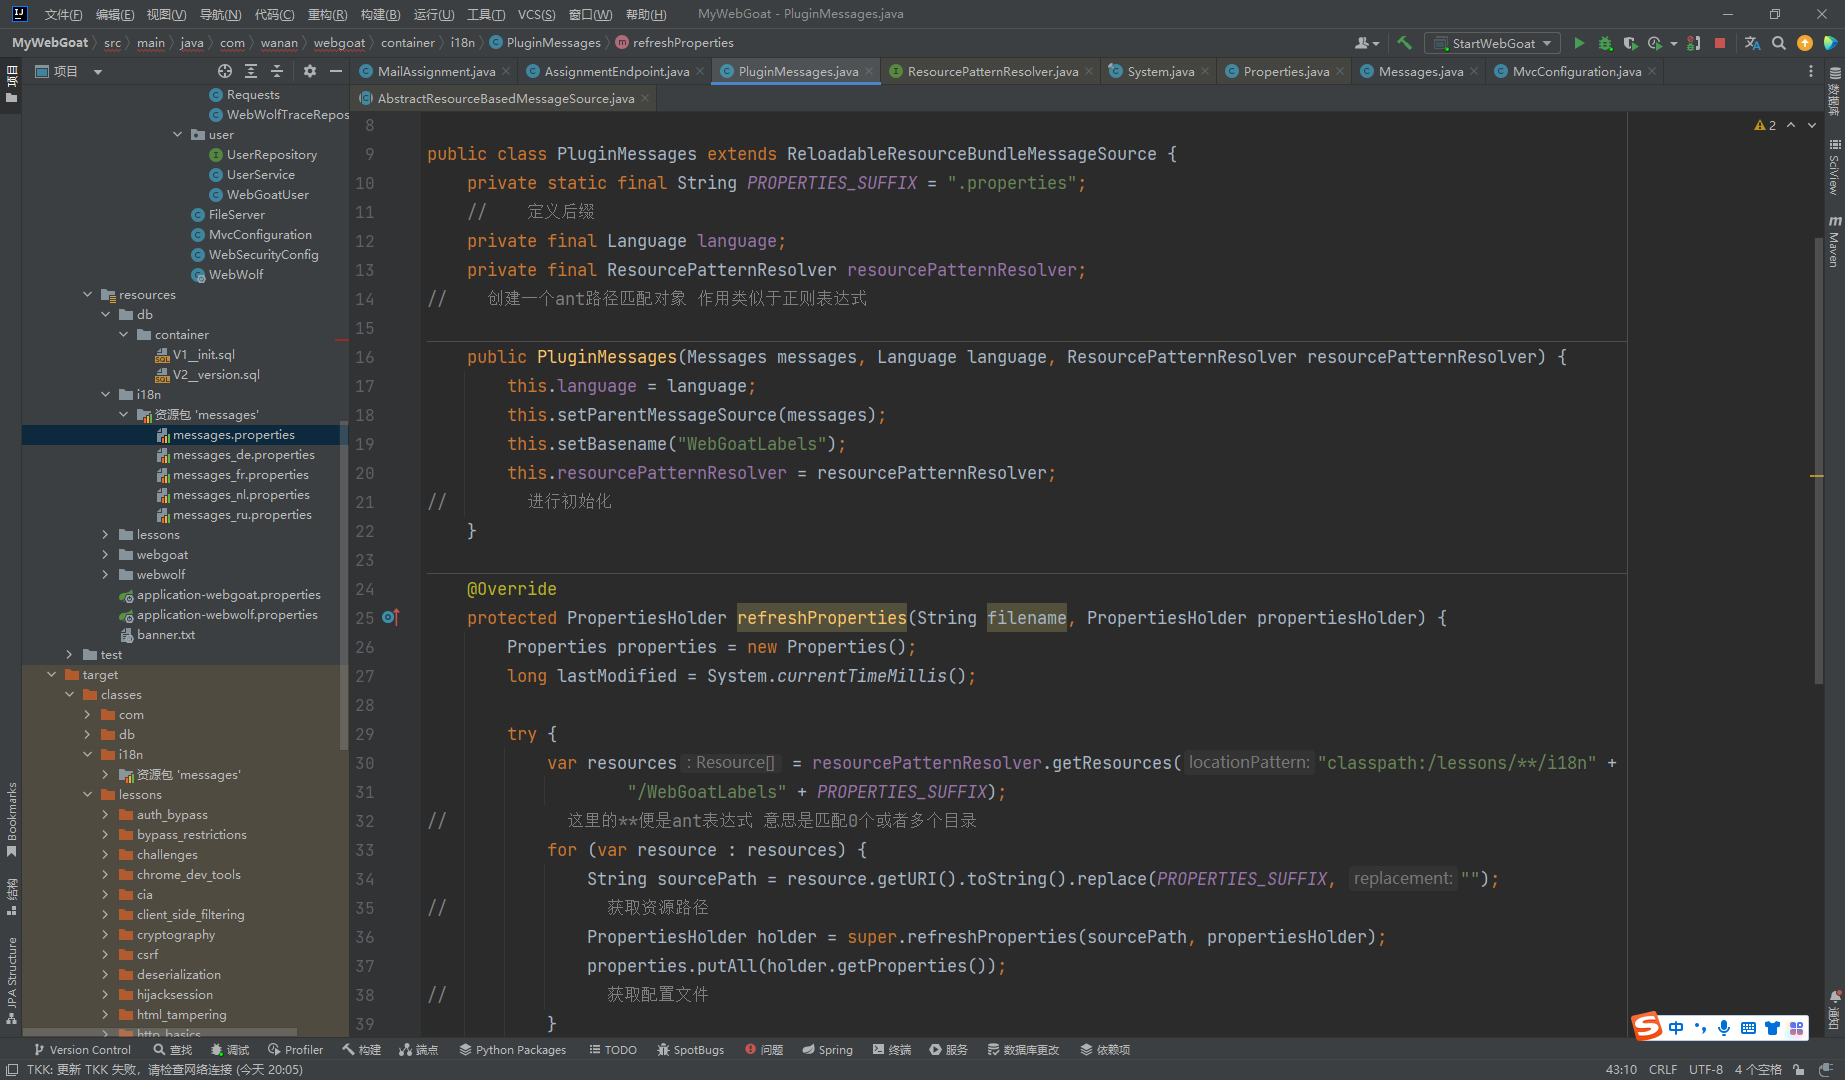 文件(F) 编辑(E) 视图(V) 导航(N) 代码(C) 重构(R) 构建(B) 运行(U) 工具(T) VCS(S) 窗口(W) 帮助(H) MyWebGoat - PluginMessages.java
MyWebGoat src main java com wanan webgoat container i18n PluginMessages refreshProperties StartWebGoat
项目 MailAssignment.java AssignmentEndpoint.java PluginMessages.java ResourcePatternResolver.java System.java Properties.java Messages.java MvcConfiguration.java
AbstractResourceBasedMessageSource.java
项目
Bookmarks
结构
JPA Structure
Requests
WebWolfTraceRepos
user
UserRepository
UserService
WebGoatUser
FileServer
MvcConfiguration
WebSecurityConfig
WebWolf
resources
db
container
V1__init.sql
V2__version.sql
i18n
资源包 'messages'
messages.properties
messages_de.properties
messages_fr.properties
messages_nl.properties
messages_ru.properties
lessons
webgoat
webwolf
application-webgoat.properties
application-webwolf.properties
banner.txt
test
target
classes
com
db
i18n
资源包 'messages'
lessons
auth_bypass
bypass_restrictions
challenges
chrome_dev_tools
cia
client_side_filtering
cryptography
csrf
deserialization
hijacksession
html_tampering
http_basics
2
8
9 public class PluginMessages extends ReloadableResourceBundleMessageSource {
10 private static final String PROPERTIES_SUFFIX = ".properties";
11 // 定义后缀
12 private final Language language;
13 private final ResourcePatternResolver resourcePatternResolver;
14 // 创建一个ant路径匹配对象 作用类似于正则表达式
15
16 public PluginMessages(Messages messages, Language language, ResourcePatternResolver resourcePatternResolver) {
17 this.language = language;
18 this.setParentMessageSource(messages);
19 this.setBasename("WebGoatLabels");
20 this.resourcePatternResolver = resourcePatternResolver;
21 // 进行初始化
22 }
23
24 @Override
25 protected PropertiesHolder refreshProperties(String filename, PropertiesHolder propertiesHolder) {
26 Properties properties = new Properties();
27 long lastModified = System.currentTimeMillis();
28
29 try {
30 var resources : Resource[] = resourcePatternResolver.getResources( locationPattern: "classpath:/lessons/**/i18n" +
31 "/WebGoatLabels" + PROPERTIES_SUFFIX);
32 // 这里的**便是ant表达式 意思是匹配0个或者多个目录
33 for (var resource : resources) {
34 String sourcePath = resource.getURI().toString().replace(PROPERTIES_SUFFIX, replacement: "");
35 // 获取资源路径
36 PropertiesHolder holder = super.refreshProperties(sourcePath, propertiesHolder);
37 properties.putAll(holder.getProperties());
38 // 获取配置文件
39 }
数据库
SciView
m Maven
通知
中
Version Control 查找 调试 Profiler 构建 端点 Python Packages TODO SpotBugs 问题 Spring 终端 服务 数据库更改 依赖项
TKK: 更新 TKK 失败，请检查网络连接 (今天 20:05) 43:10 CRLF UTF-8 4 个空格